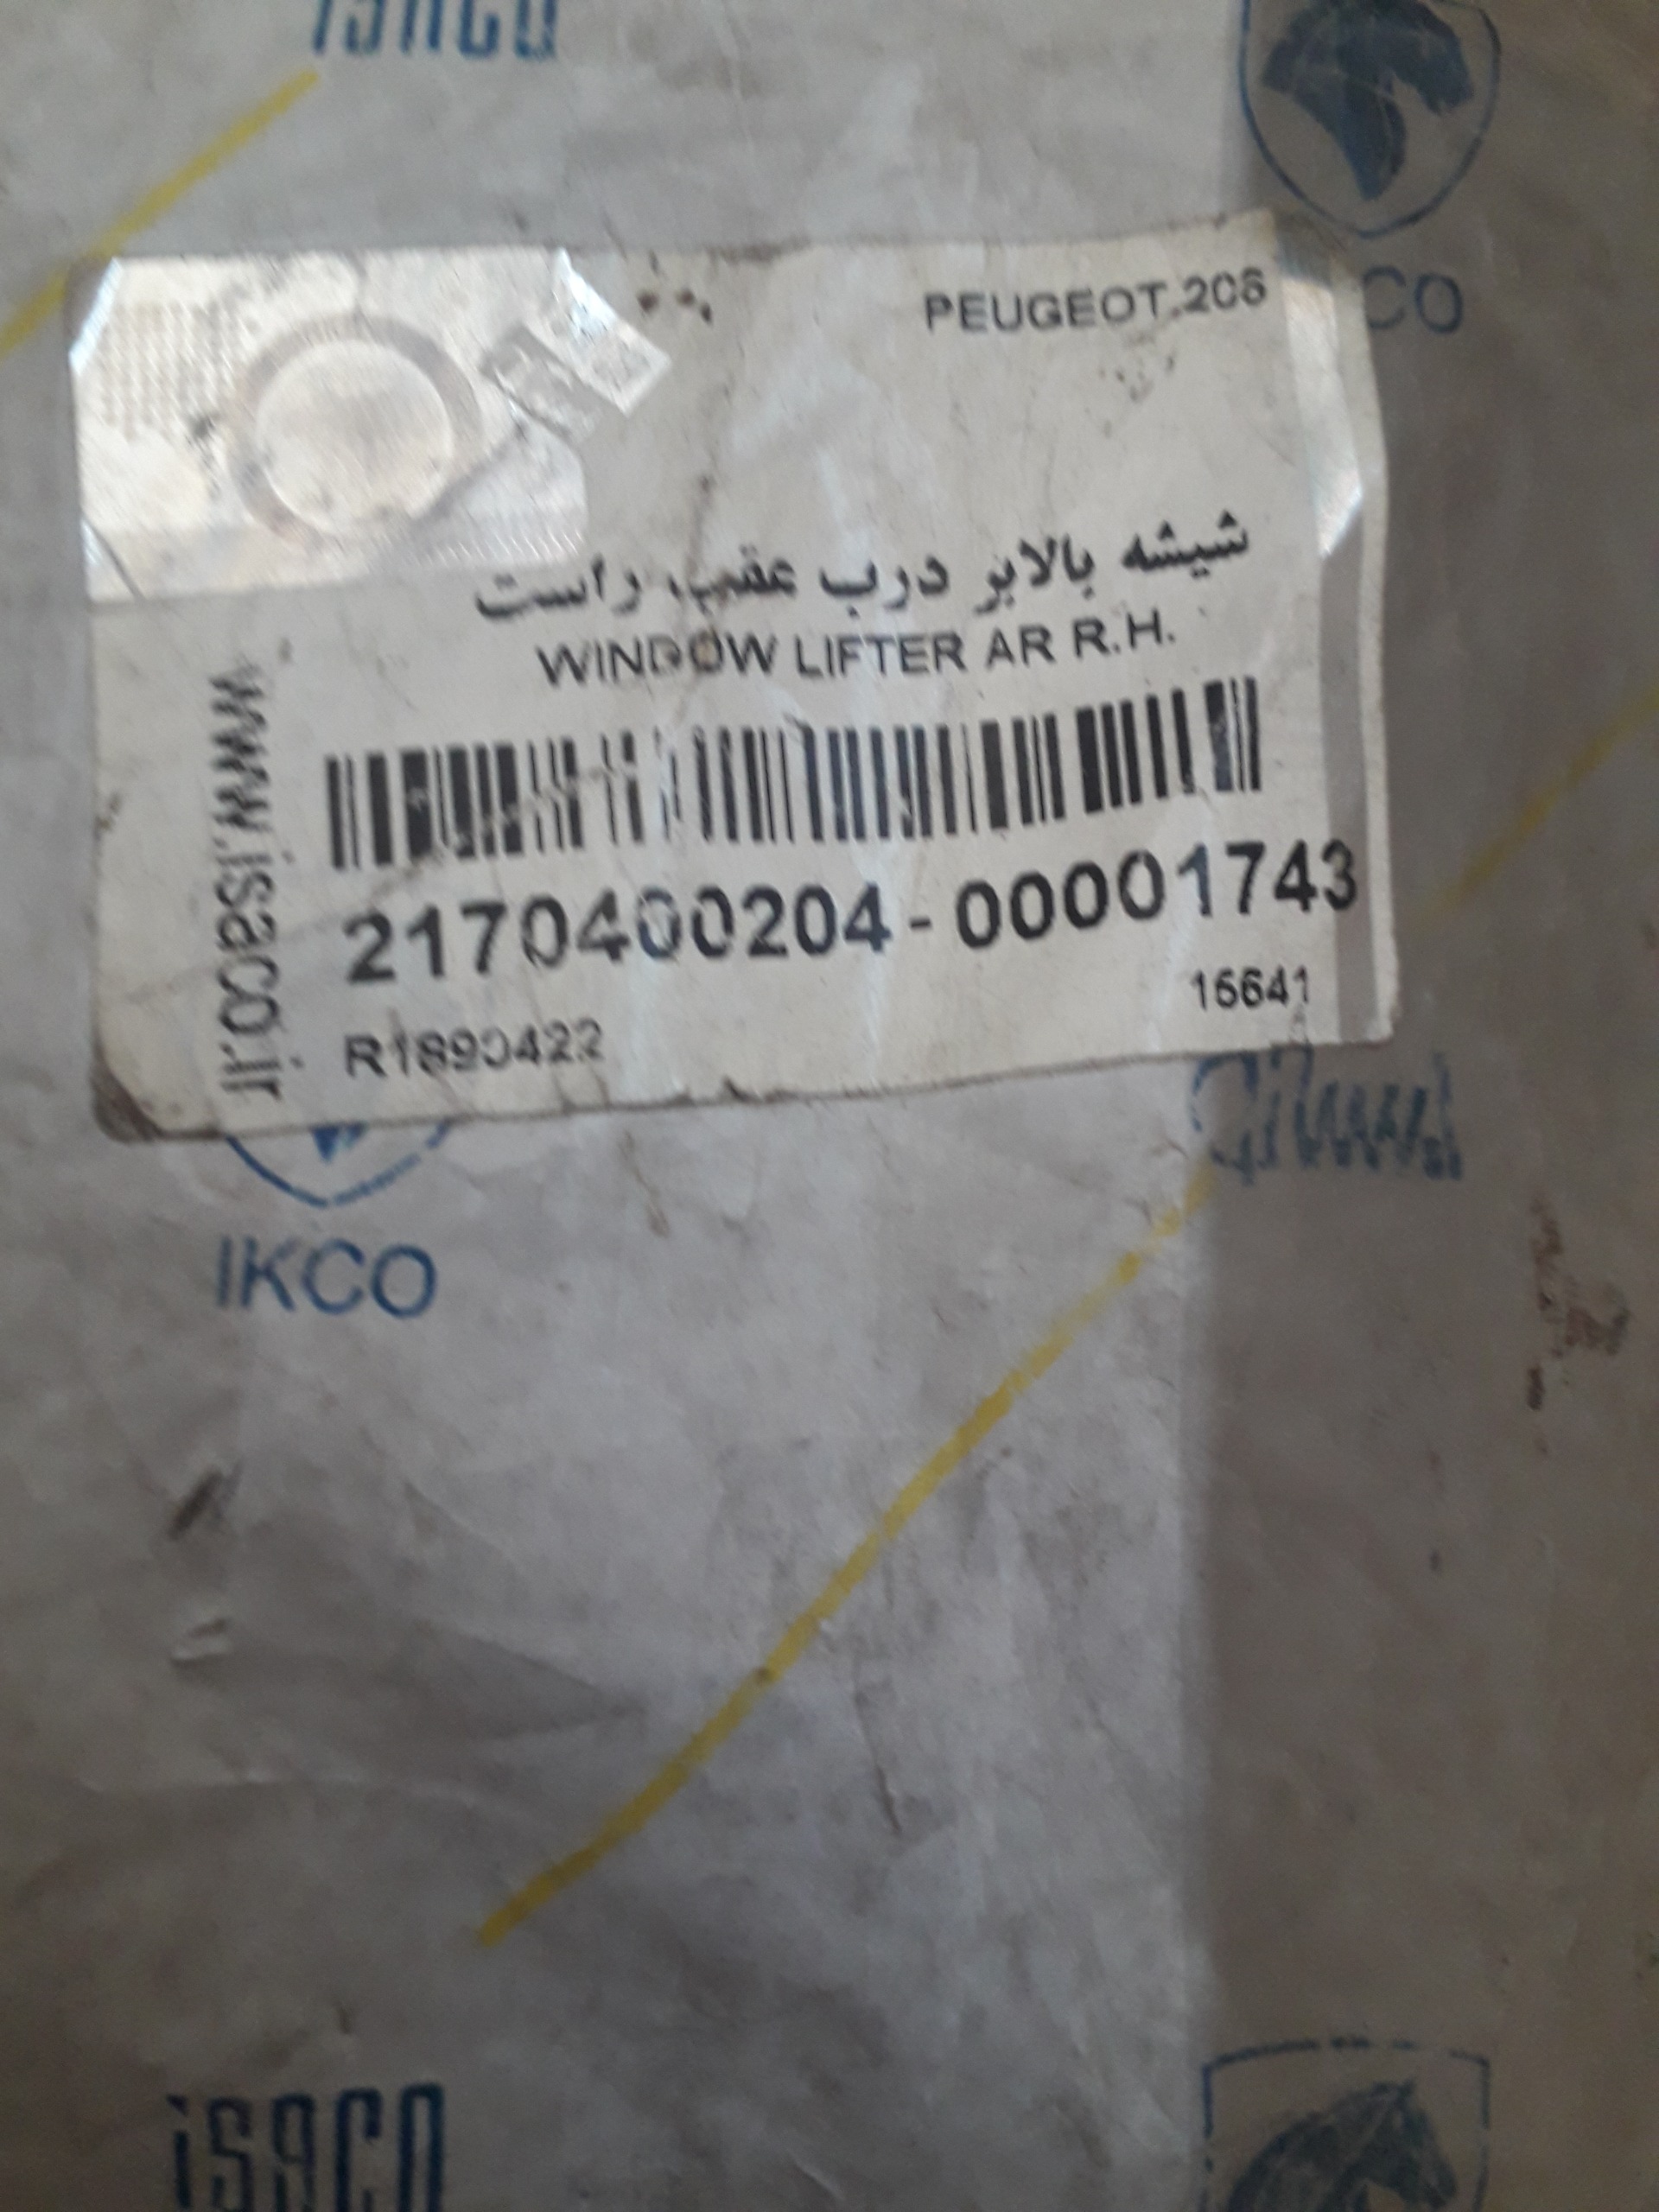 isaco
PEUGEOT 206
شیشه بالابر درب عقب راست
WINDOW LIFTER AR R.H.
2170400204-00001743
16641
R1890422
www.isaco.ir
IKCO
isaco